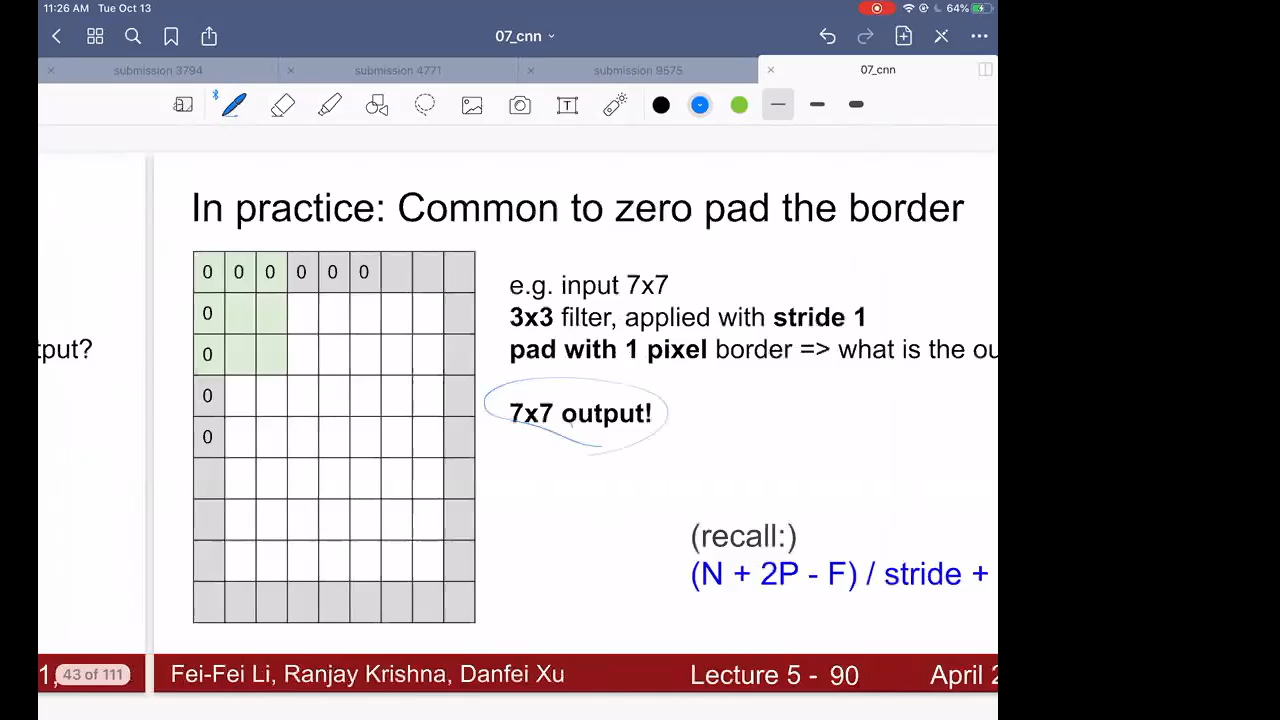 11:26 AM Tue Oct 13
64%
07_cnn
submission 3794
submission 4771
submission 9575
07_cnn
T
In practice: Common to zero pad the border
0 0 0 0 0 0
0
0
0
0
e.g. input 7x7
3x3 filter, applied with stride 1
pad with 1 pixel border => what is the ou
tput?
7x7 output!
(recall:)
(N + 2P - F) / stride +
1,
43 of 111
Fei-Fei Li, Ranjay Krishna, Danfei Xu
Lecture 5 - 90
April 2